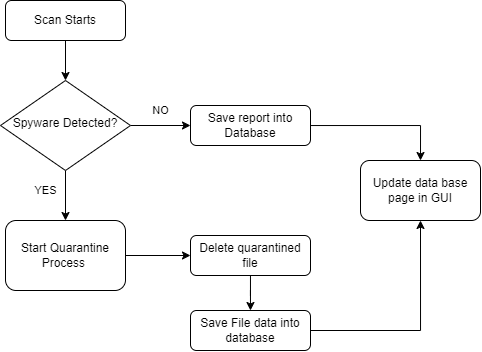 Scan Starts
Spyware Detected?
NO
Save report into
Database
Update data base
page in GUI
YES
Start Quarantine
Process
Delete quarantined
file
Save File data into
database